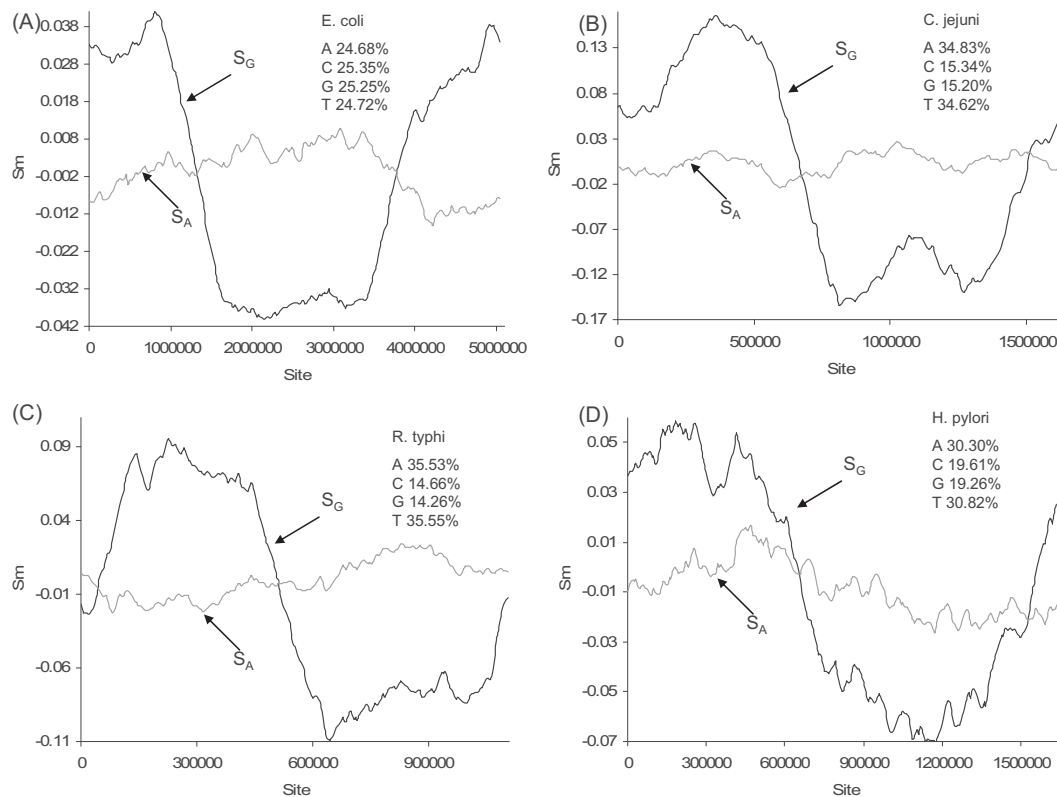 (A)
E. coli
A 24.68%
C 25.35%
G 25.25%
T 24.72%
SG
SA
Sm
0.038
0.028
0.018
0.008
-0.002
-0.012
-0.022
-0.032
-0.042
0 1000000 2000000 3000000 4000000 5000000
Site
(B)
C. jejuni
A 34.83%
C 15.34%
G 15.20%
T 34.62%
SG
SA
Sm
0.13
0.08
0.03
-0.02
-0.07
-0.12
-0.17
0 500000 1000000 1500000
Site
(C)
R. typhi
A 35.53%
C 14.66%
G 14.26%
T 35.55%
SG
SA
Sm
0.09
0.04
-0.01
-0.06
-0.11
0 300000 600000 900000
Site
(D)
H. pylori
A 30.30%
C 19.61%
G 19.26%
T 30.82%
SG
SA
Sm
0.05
0.03
0.01
-0.01
-0.03
-0.05
-0.07
0 300000 600000 900000 1200000 1500000
Site